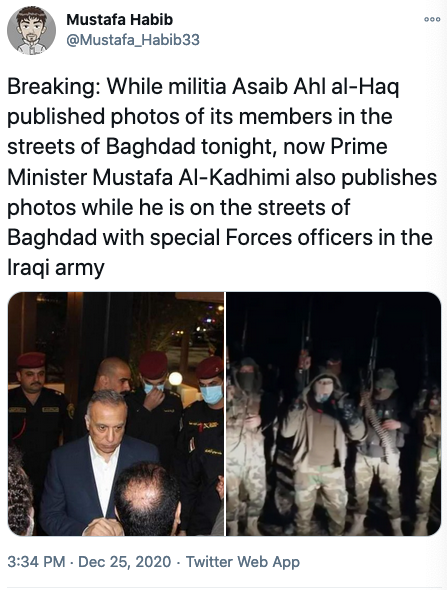 Mustafa Habib
@Mustafa_Habib33
Breaking: While militia Asaib Ahl al-Haq
published photos of its members in the
streets of Baghdad tonight, now Prime
Minister Mustafa Al-Kadhimi also publishes
photos while he is on the streets of
Baghdad with special Forces officers in the
Iraqi army
3:34 PM · Dec 25, 2020 · Twitter Web App